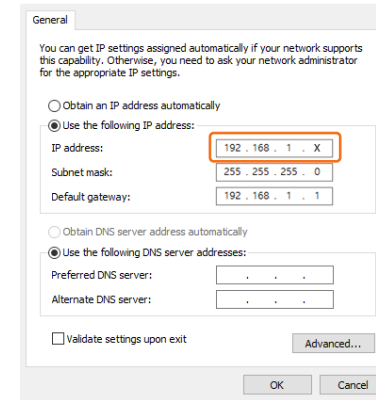 General
You can get IP settings assigned automatically if your network supports
this capability. Otherwise, you need to ask your network administrator
for the appropriate IP settings.
Obtain an IP address automatically
Use the following IP address:
IP address: 192 . 168 . 1 . X
Subnet mask: 255 . 255 . 255 . 0
Default gateway: 192 . 168 . 1 . 1
Obtain DNS server address automatically
Use the following DNS server addresses:
Preferred DNS server: . . .
Alternate DNS server: . . .
Validate settings upon exit
Advanced...
OK Cancel